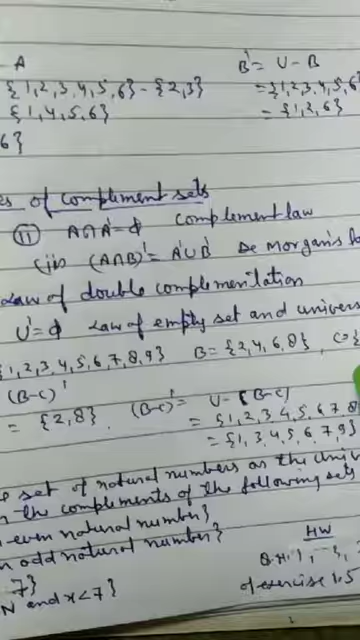 - A
B' = U - B
{1,2,3,4,5,6} - {2,3}
= {1,2,3,4,5,6
{1,4,5,6}
= {1,2,6}
6}
es of complement sets
(ii) A∩A' = ϕ complement law
(iii) (A∩B)' = A'∪B' De Morgan's la
Law of double complementation
U' = ϕ Law of empty set and univers
{1,2,3,4,5,6,7,8,9} B = {2,4,6,8}, C=
(B-C)'
= {2,8}. (B-C)' = U - (B-C)
= {1,2,3,4,5,6,7,8
= {1,3,4,5,6,7,9}
set of natural numbers as the univ
the complements of the following sets
even natural number}
n odd natural number}
7}
HW
N and x<7}
of exercise 1.5